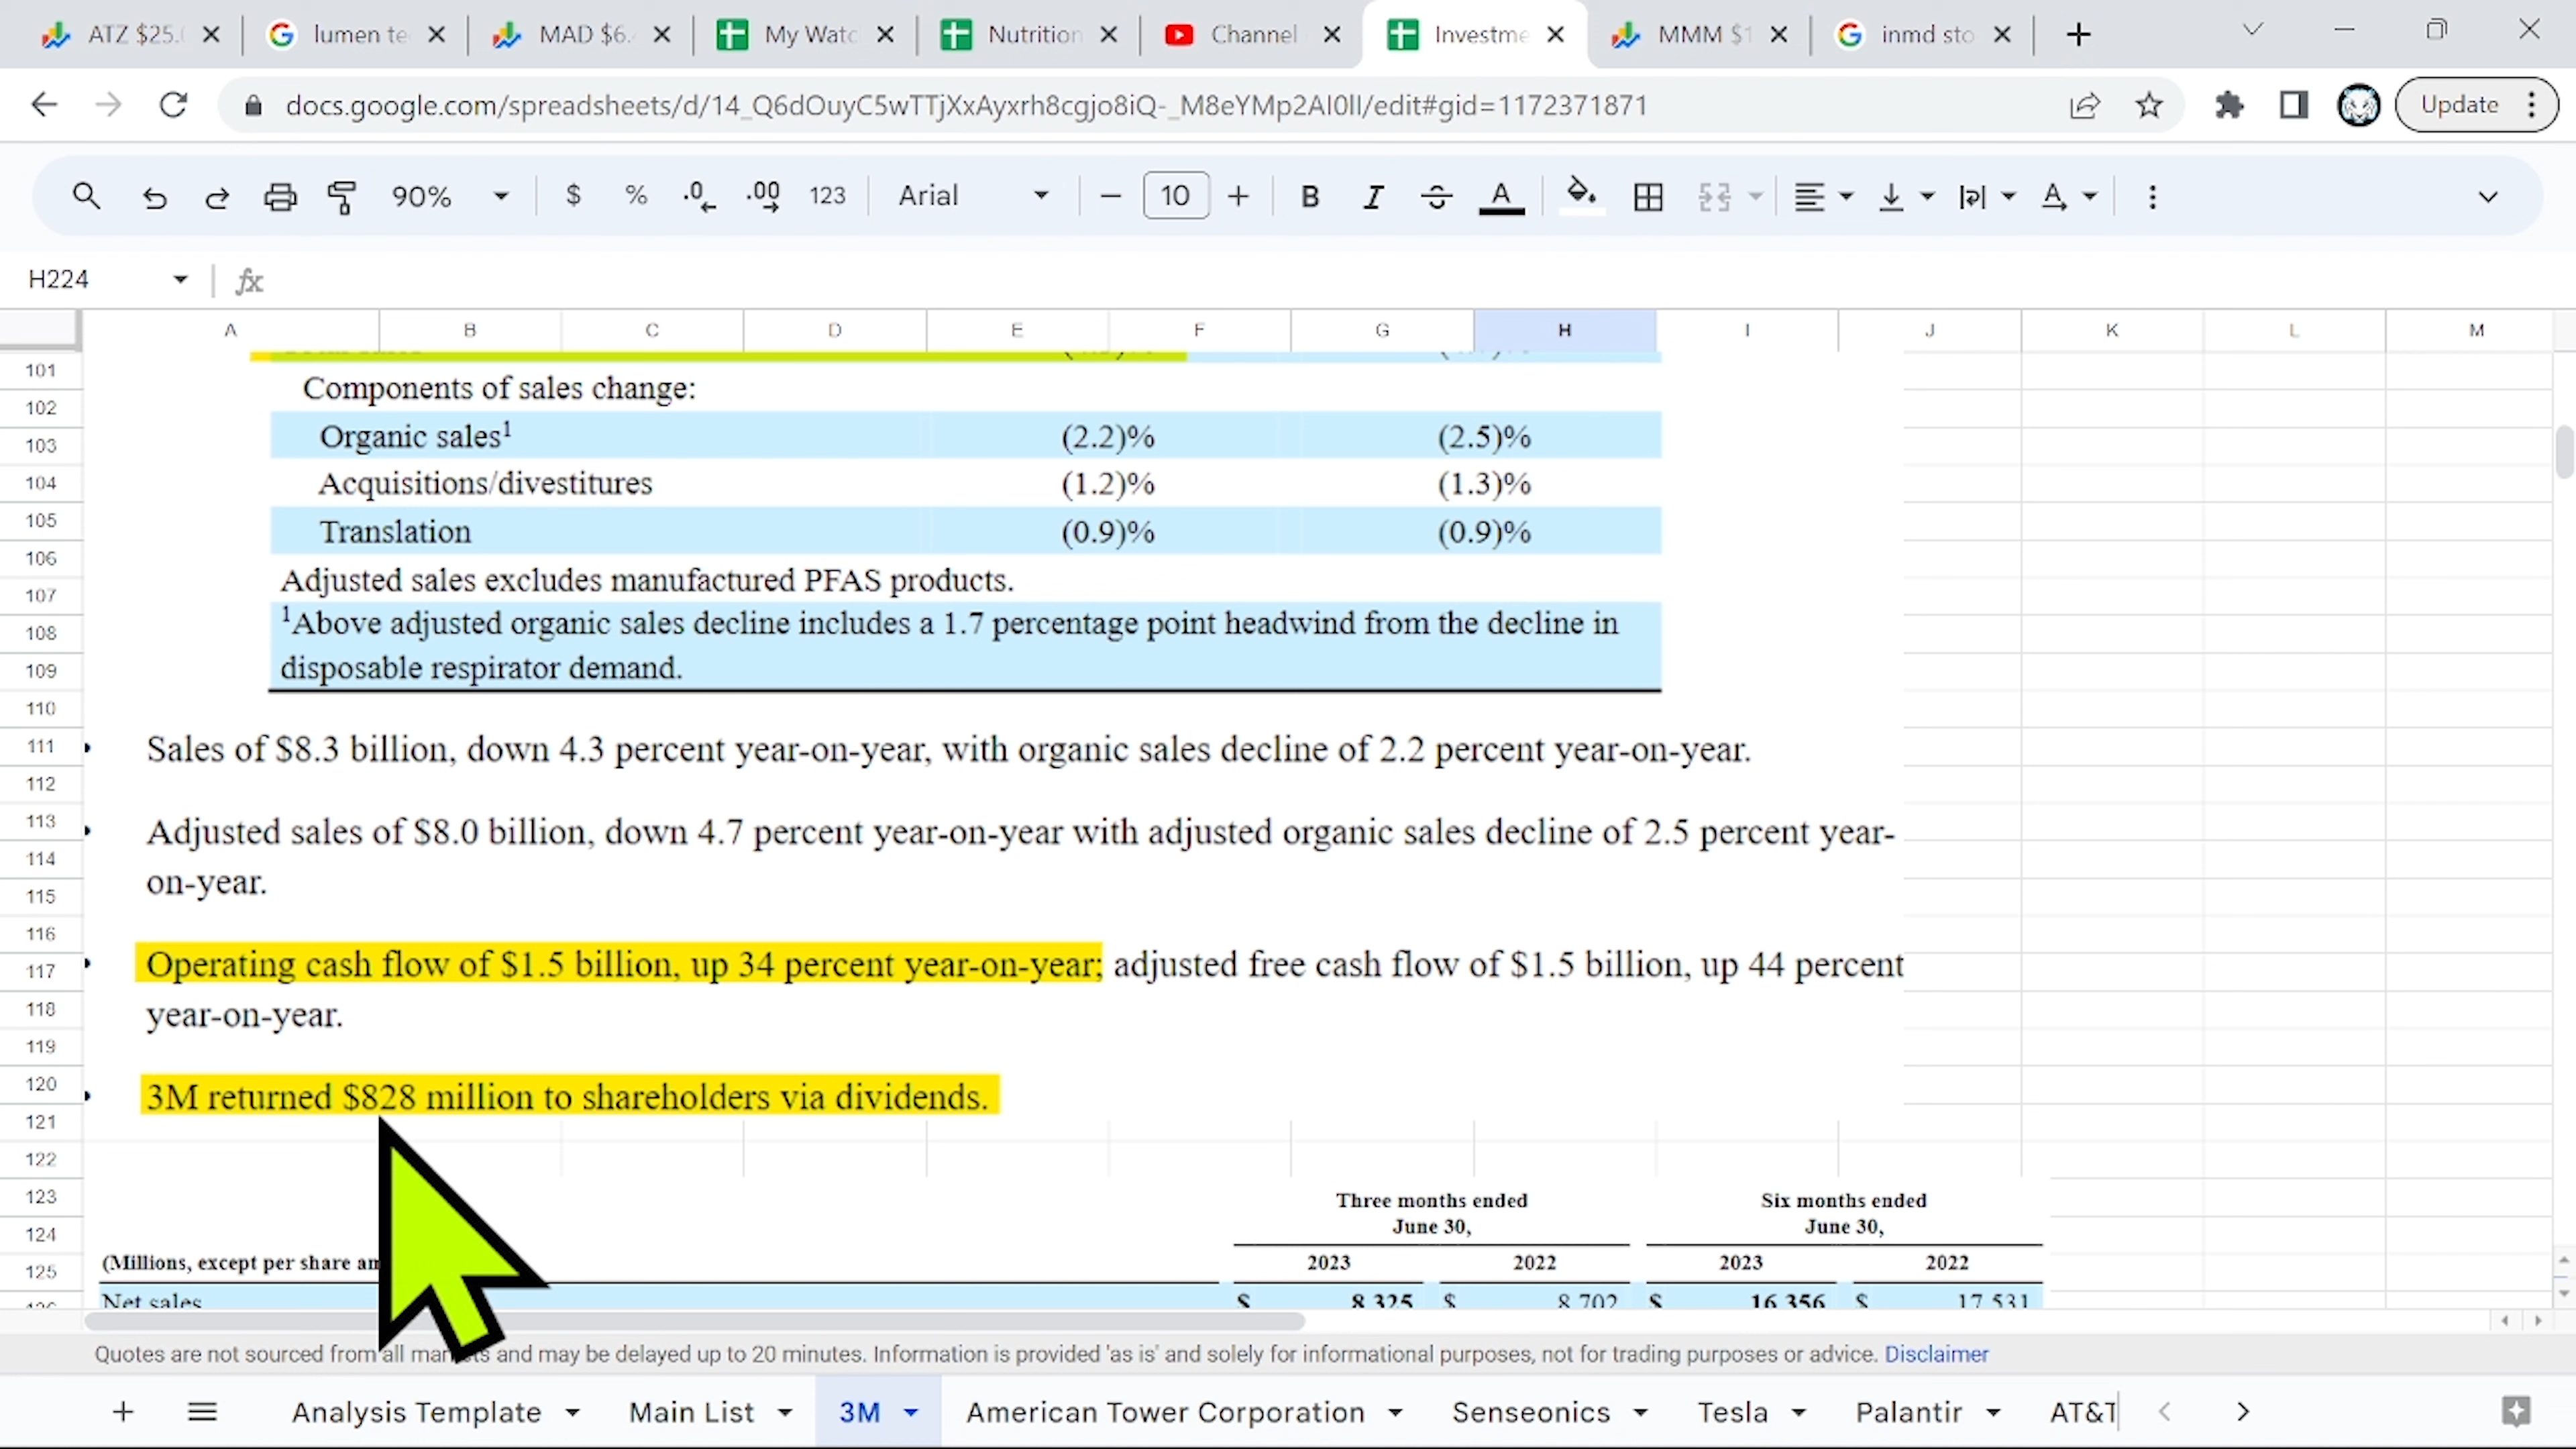 ATZ $25.
lumen te
MAD $6.
My Watc
Nutrition
Channel
Investme
MMM $1
inmd sto
docs.google.com/spreadsheets/d/14_Q6dOuyC5wTTjXxAyxrh8cgjo8iQ-_M8eYMp2AI0lI/edit#gid=1172371871
Update
90% $ % .0 .00 123 Arial 10 B I A
H224 fx
A B C D E F G H I J K L M
101
Components of sales change:
102
Organic sales¹ (2.2)% (2.5)%
103
104 Acquisitions/divestitures (1.2)% (1.3)%
105 Translation (0.9)% (0.9)%
106
Adjusted sales excludes manufactured PFAS products.
107
108 ¹Above adjusted organic sales decline includes a 1.7 percentage point headwind from the decline in
109 disposable respirator demand.
110
111 Sales of $8.3 billion, down 4.3 percent year-on-year, with organic sales decline of 2.2 percent year-on-year.
112
113 Adjusted sales of $8.0 billion, down 4.7 percent year-on-year with adjusted organic sales decline of 2.5 percent year-
114
115 on-year.
116
117 Operating cash flow of $1.5 billion, up 34 percent year-on-year; adjusted free cash flow of $1.5 billion, up 44 percent
118 year-on-year.
119
120 3M returned $828 million to shareholders via dividends.
121
122
123 Three months ended Six months ended
124 June 30, June 30,
125 (Millions, except per share am 2023 2022 2023 2022
Net sales $ 8,325 $ 8,702 $ 16,356 $ 17,531
Quotes are not sourced from all markets and may be delayed up to 20 minutes. Information is provided 'as is' and solely for informational purposes, not for trading purposes or advice. Disclaimer
Analysis Template Main List 3M American Tower Corporation Senseonics Tesla Palantir AT&T